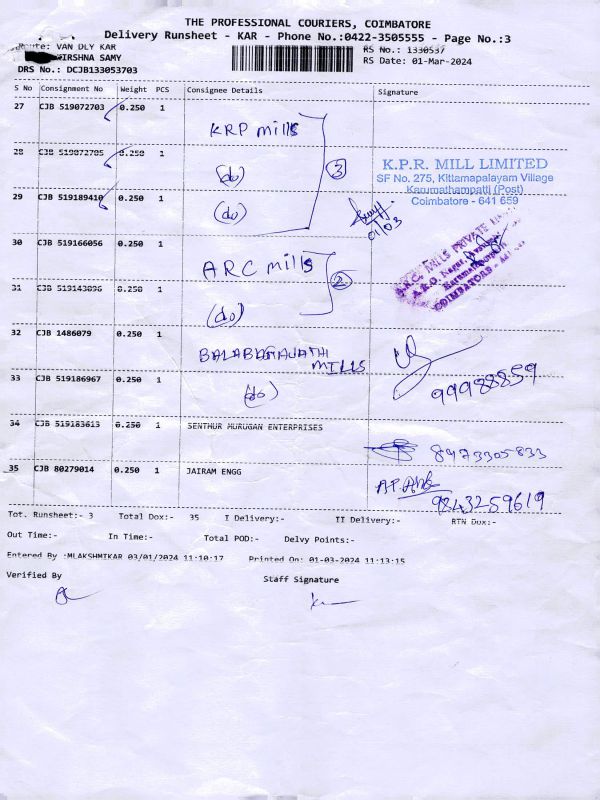 THE PROFESSIONAL COURIERS, COIMBATORE
Delivery Runsheet - KAR - Phone No.:0422-3505555 - Page No.:3
Route: VAN DLY KAR
RS No.: 1330537
HIRSHNA SAMY
RS Date: 01-Mar-2024
DRS No.: DCJB133053703
S No Consignment No Weight PCS Consignee Details Signature
27 CJB 519072703 0.250 1 KRP mills
28 CJB 519072705 0.250 1 (do) 3
K.P.R. MILL LIMITED
SF No. 275, Kittamapalayam Village
Karumathampatti (Post)
Coimbatore - 641 659
29 CJB 519189410 0.250 1 (do)
01/03
30 CJB 519166056 0.250 1 ARC mills
MILLS PRIVATE
COIMBATORE
31 CJB 519143896 0.250 1 (do) 2
32 CJB 1486079 0.250 1 BALABAGAJATHI MILLS
33 CJB 519186967 0.250 1 (do) 99988859
34 CJB 519183613 0.250 1 SENTHUR MURUGAN ENTERPRISES 8973305833
35 CJB 80279014 0.250 1 JAIRAM ENGG 9843259619
Tot. Runsheet:- 3 Total Dox:- 35 I Delivery:- II Delivery:- RTN Dox:-
Out Time:- In Time:- Total POD:- Delvy Points:-
Entered By :MLAKSHMIKAR 03/01/2024 11:10:17 Printed On: 01-03-2024 11:13:15
Verified By Staff Signature